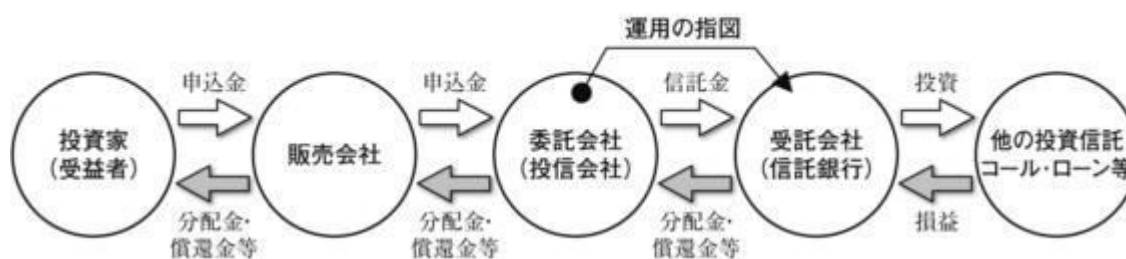 運用の指図
申込金
申込金
信託金
投資
投資家
(受益者)
販売会社
委託会社
(投信会社)
受託会社
(信託銀行)
他の投資信託
コール・ローン等
分配金・
償還金等
分配金・
償還金等
分配金・
償還金等
損益